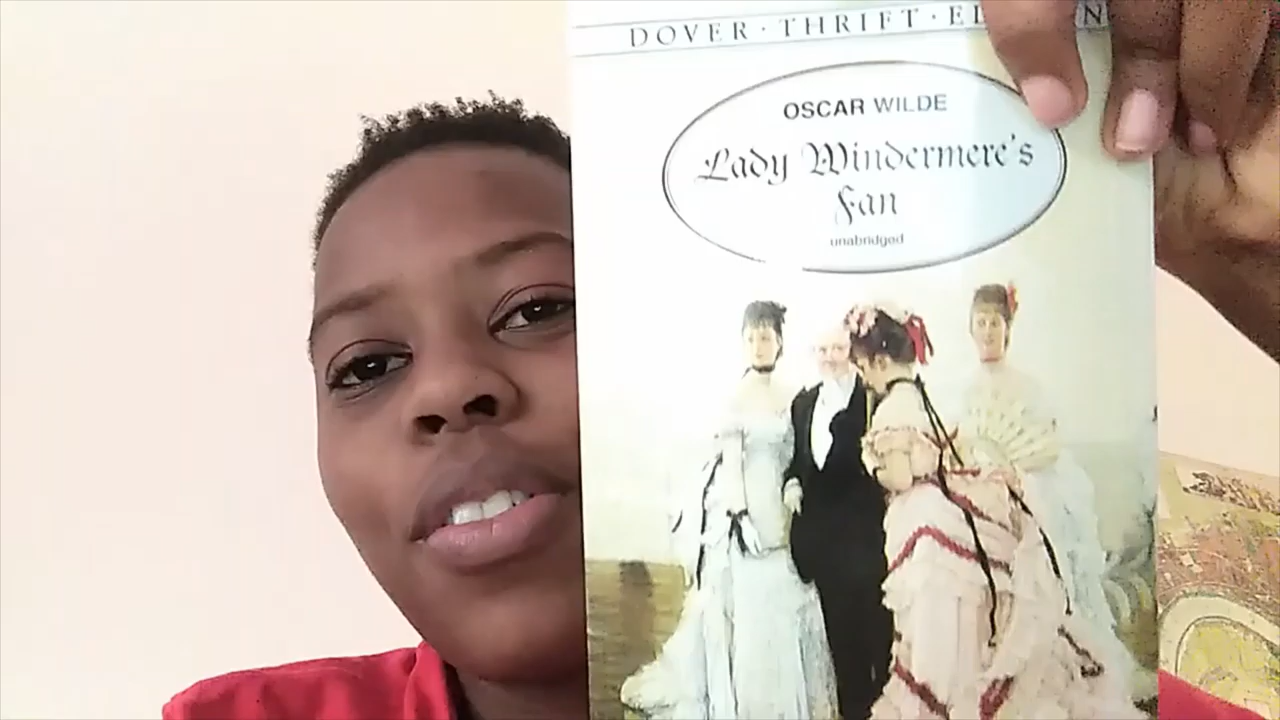 DOVER · THRIFT · 
OSCAR WILDE
Lady Windermere's
Fan
unabridged